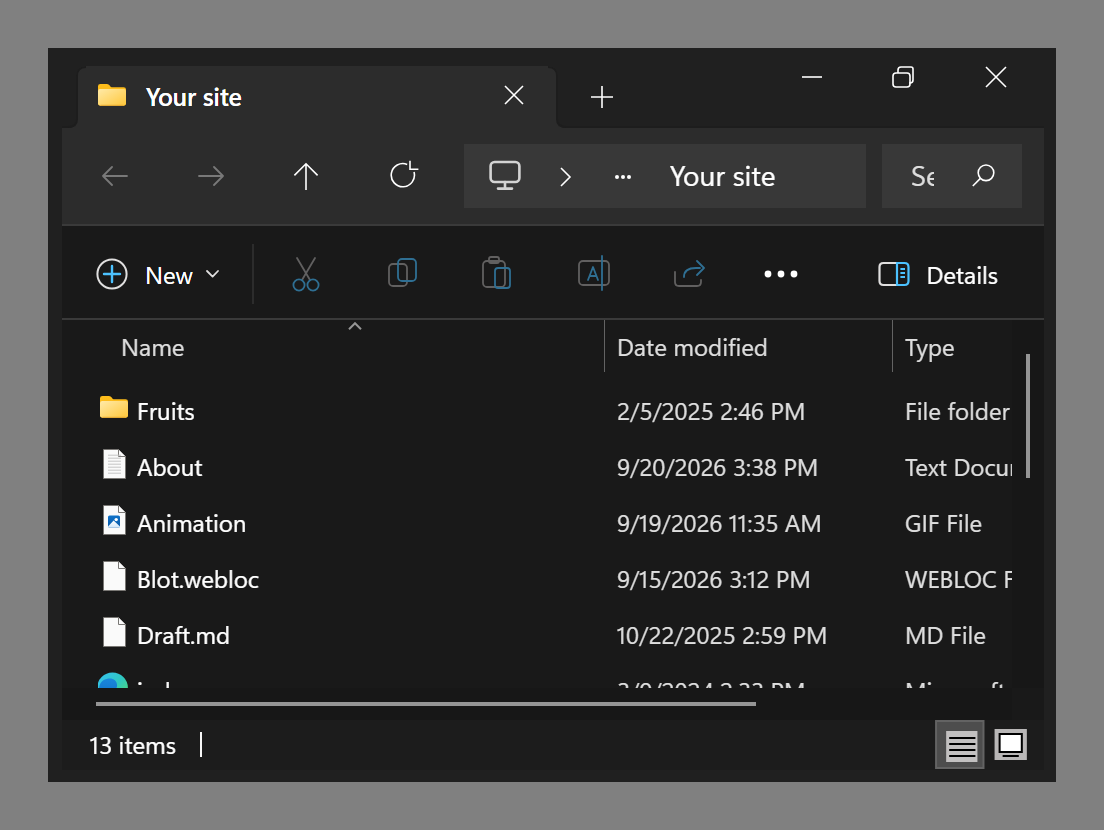 Your site
Your site
Se
New
Details
Name Date modified Type
Fruits 2/5/2025 2:46 PM File folder
About 9/20/2026 3:38 PM Text Docu
Animation 9/19/2026 11:35 AM GIF File
Blot.webloc 9/15/2026 3:12 PM WEBLOC F
Draft.md 10/22/2025 2:59 PM MD File
13 items